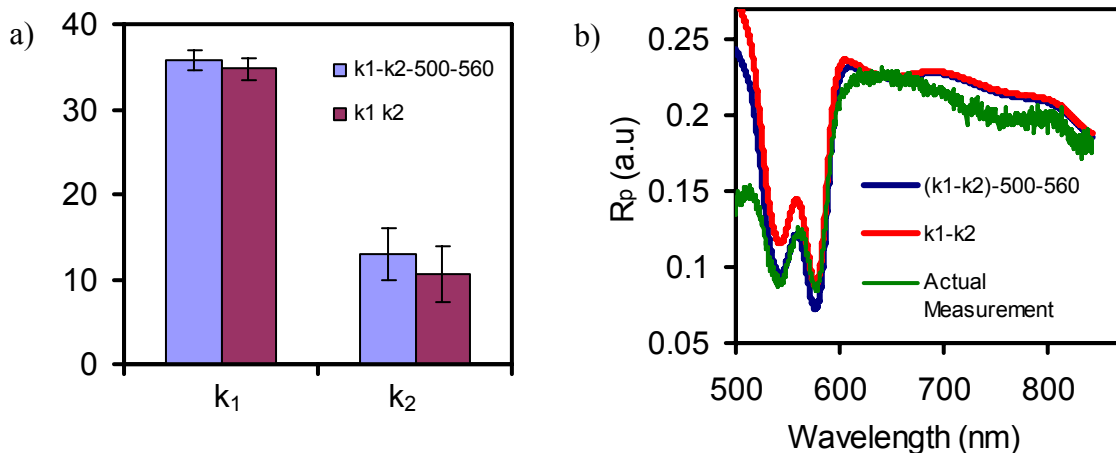 a)
40
30
20
10
0
k1-k2-500-560
k1 k2
k₁
k₂
b)
0.25
0.2
0.15
0.1
0.05
Rp (a.u)
(k1-k2)-500-560
k1-k2
Actual
Measurement
500
600
700
800
Wavelength (nm)